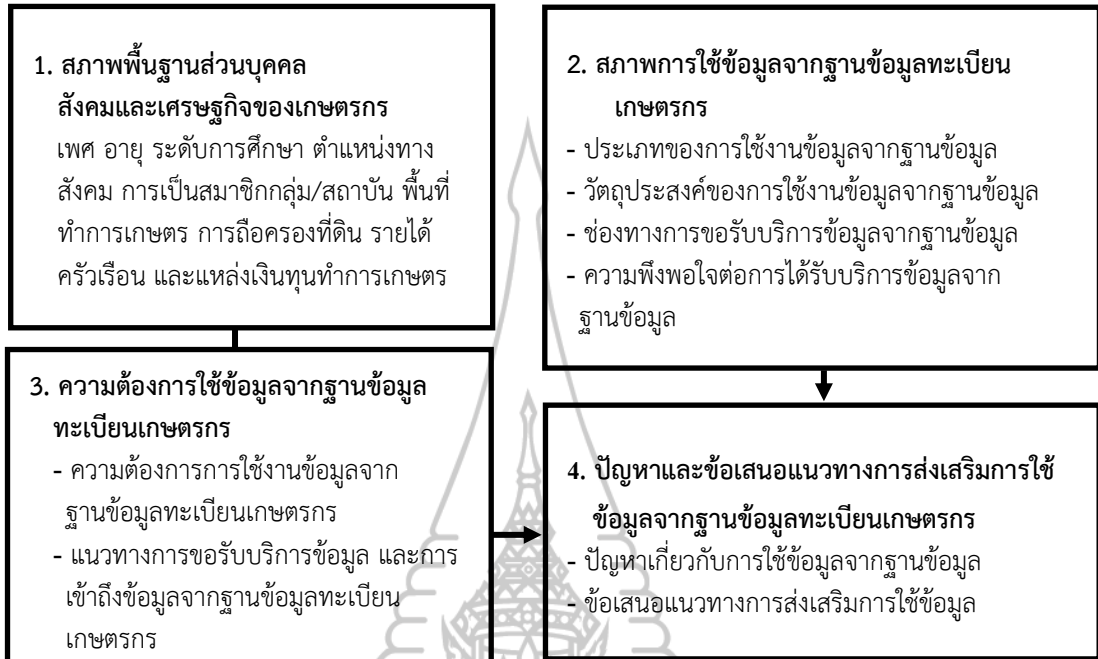 1. สภาพพื้นฐานส่วนบุคคล
สังคมและเศรษฐกิจของเกษตรกร
เพศ อายุ ระดับการศึกษา ตำแหน่งทาง
สังคม การเป็นสมาชิกกลุ่ม/สถาบัน พื้นที่
ทำการเกษตร การถือครองที่ดิน รายได้
ครัวเรือน และแหล่งเงินทุนทำการเกษตร
2. สภาพการใช้ข้อมูลจากฐานข้อมูลทะเบียน
เกษตรกร
- ประเภทของการใช้งานข้อมูลจากฐานข้อมูล
- วัตถุประสงค์ของการใช้งานข้อมูลจากฐานข้อมูล
- ช่องทางการขอรับบริการข้อมูลจากฐานข้อมูล
- ความพึงพอใจต่อการได้รับบริการข้อมูลจาก
ฐานข้อมูล
3. ความต้องการใช้ข้อมูลจากฐานข้อมูล
ทะเบียนเกษตรกร
- ความต้องการการใช้งานข้อมูลจาก
ฐานข้อมูลทะเบียนเกษตรกร
- แนวทางการขอรับบริการข้อมูล และการ
เข้าถึงข้อมูลจากฐานข้อมูลทะเบียน
เกษตรกร
4. ปัญหาและข้อเสนอแนวทางการส่งเสริมการใช้
ข้อมูลจากฐานข้อมูลทะเบียนเกษตรกร
- ปัญหาเกี่ยวกับการใช้ข้อมูลจากฐานข้อมูล
- ข้อเสนอแนวทางการส่งเสริมการใช้ข้อมูล